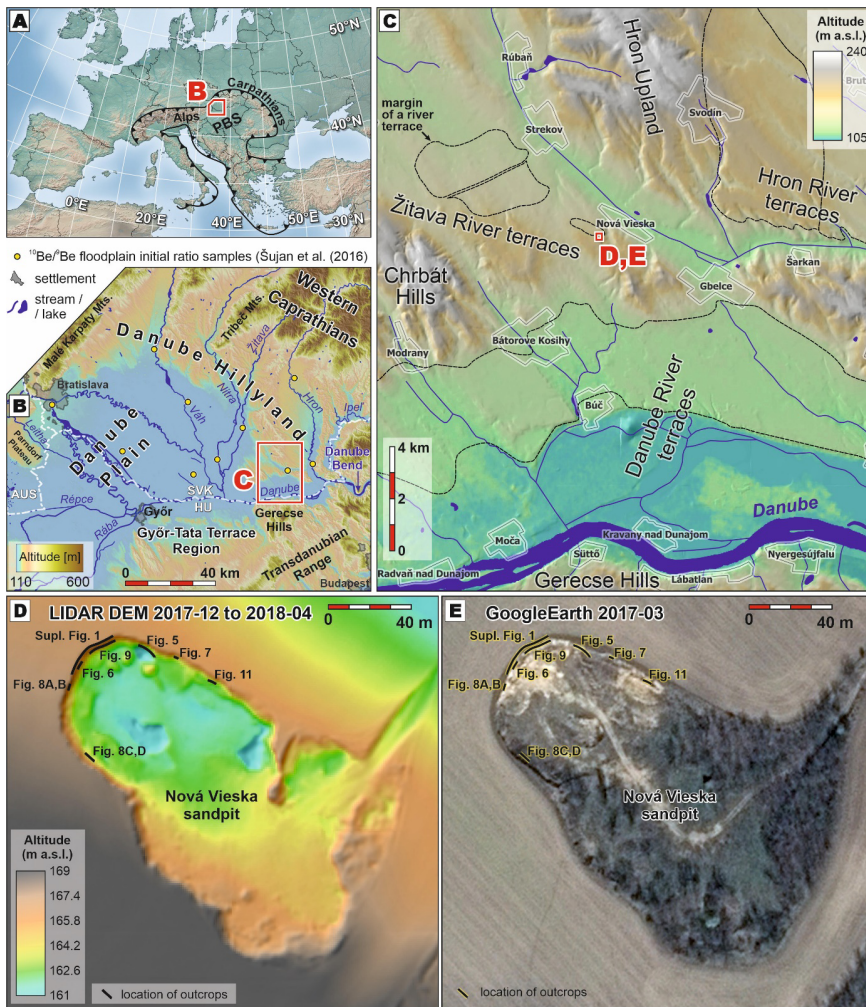 A
50°N
50°N
B
Carpathians
Alps
PBS
40°N
0°E
20°E
40°E
50°E
30°N
¹⁰Be/⁹Be floodplain initial ratio samples (Šujan et al. (2016)
settlement
stream /
/ lake
B
Malé Karpaty Mts.
Bratislava
Tribeč Mts.
Western
Caprathians
Danube Hillyland
Žitava
Váh
Nitra
Hron
Ipeľ
Leitha
Parndorf
Plateau
Danube
Plain
Danube
Bend
AUS
SVK
HU
C
Danube
Répce
Rába
Győr
Gerecse
Hills
Győr-Tata Terrace
Region
Transdanubian
Range
Budapest
Altitude [m]
110 600
0 20 40 km
C
Altitude
(m a.s.l.)
240
105
Rúbaň
Hron Upland
Brut
Svodín
margin
of a river
terrace
Strekov
Hron River
terraces
Žitava River terraces
Nová Vieska
D,E
Šarkan
Chrbát
Hills
Gbelce
Modrany
Bátorove Kosihy
Búč
Danube River
terraces
4 km
2
0
Danube
Moča
Kravany nad Dunajom
Radvaň nad Dunajom
Süttő
Lábatlan
Nyergesújfalu
Gerecse Hills
D LIDAR DEM 2017-12 to 2018-04
0 40 m
Supl. Fig. 1
Fig. 5
Fig. 9
Fig. 7
Fig. 6
Fig. 11
Fig. 8A,B
Fig. 8C,D
Nová Vieska
sandpit
Altitude
(m a.s.l.)
169
167.4
165.8
164.2
162.6
161
location of outcrops
E GoogleEarth 2017-03
0 40 m
Supl. Fig. 1
Fig. 5
Fig. 9
Fig. 7
Fig. 6
Fig. 11
Fig. 8A,B
Fig. 8C,D
Nová Vieska
sandpit
location of outcrops